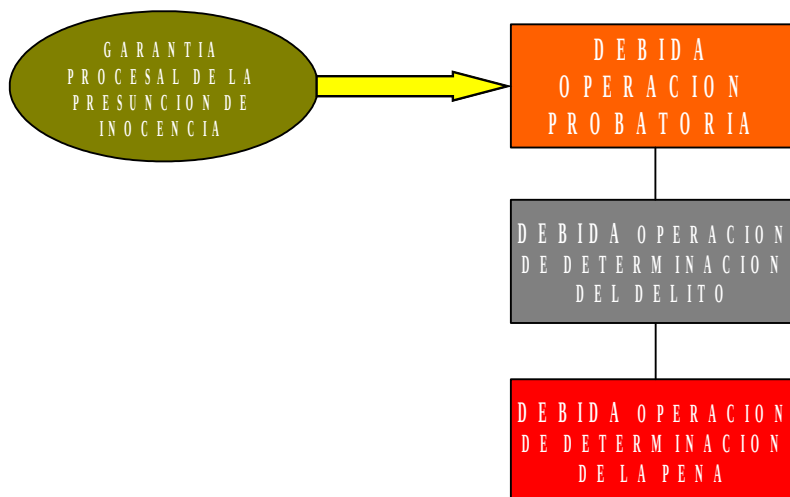 GARANTIA
PROCESAL DE LA
PRESUNCION DE
INOCENCIA
DEBIDA
OPERACION
PROBATORIA
DEBIDA OPERACION
DE DETERMINACION
DEL DELITO
DEBIDA OPERACION
DE DETERMINACION
DE LA PENA